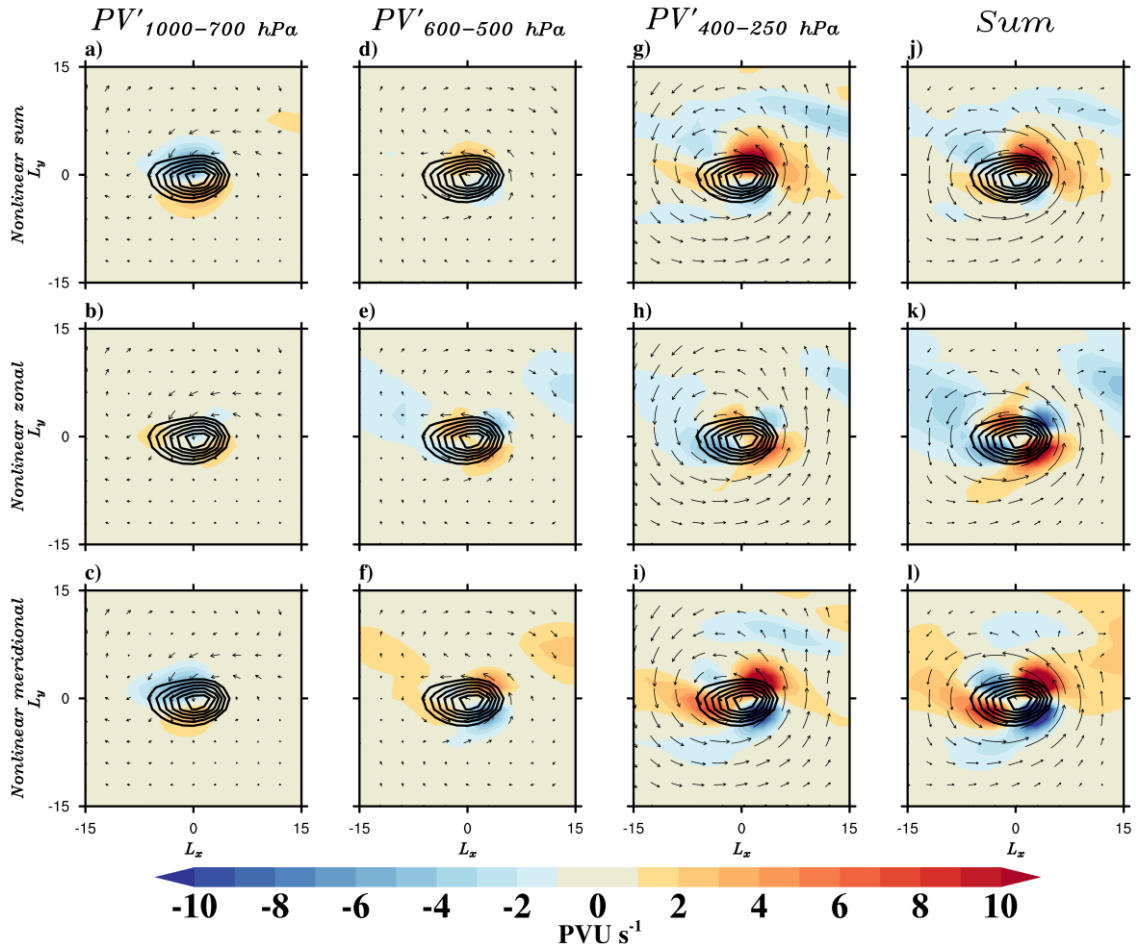 PV′1000−700 hPa PV′600−500 hPa PV′400−250 hPa Sum
a) d) g) j)
15
Nonlinear sum
Ly
0
-15
b) e) h) k)
15
Nonlinear zonal
Ly
0
-15
c) f) i) l)
15
Nonlinear meridional
Ly
0
-15
-15 0 15 -15 0 15 -15 0 15 -15 0 15
Lx Lx Lx Lx
-10 -8 -6 -4 -2 0 2 4 6 8 10
PVU s-1